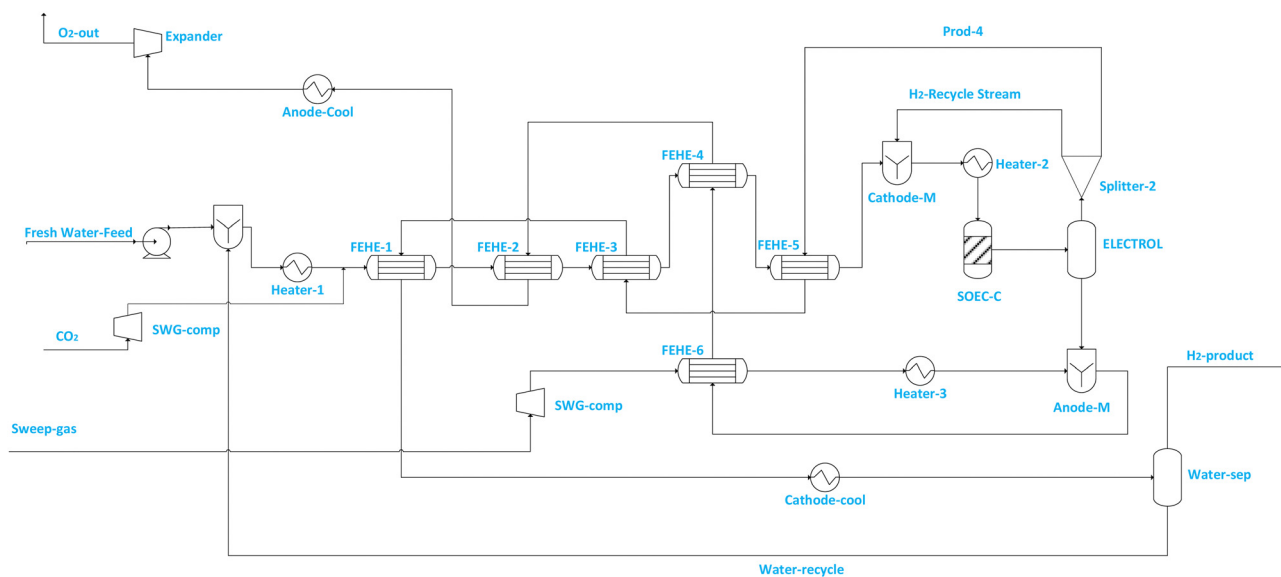 O2-out
Expander
Prod-4
Anode-Cool
H2-Recycle Stream
FEHE-4
Heater-2
Cathode-M
Splitter-2
Fresh Water-Feed
FEHE-1
FEHE-2
FEHE-3
FEHE-5
ELECTROL
Heater-1
SOEC-C
CO2
SWG-comp
FEHE-6
H2-product
Heater-3
SWG-comp
Anode-M
Sweep-gas
Water-sep
Cathode-cool
Water-recycle